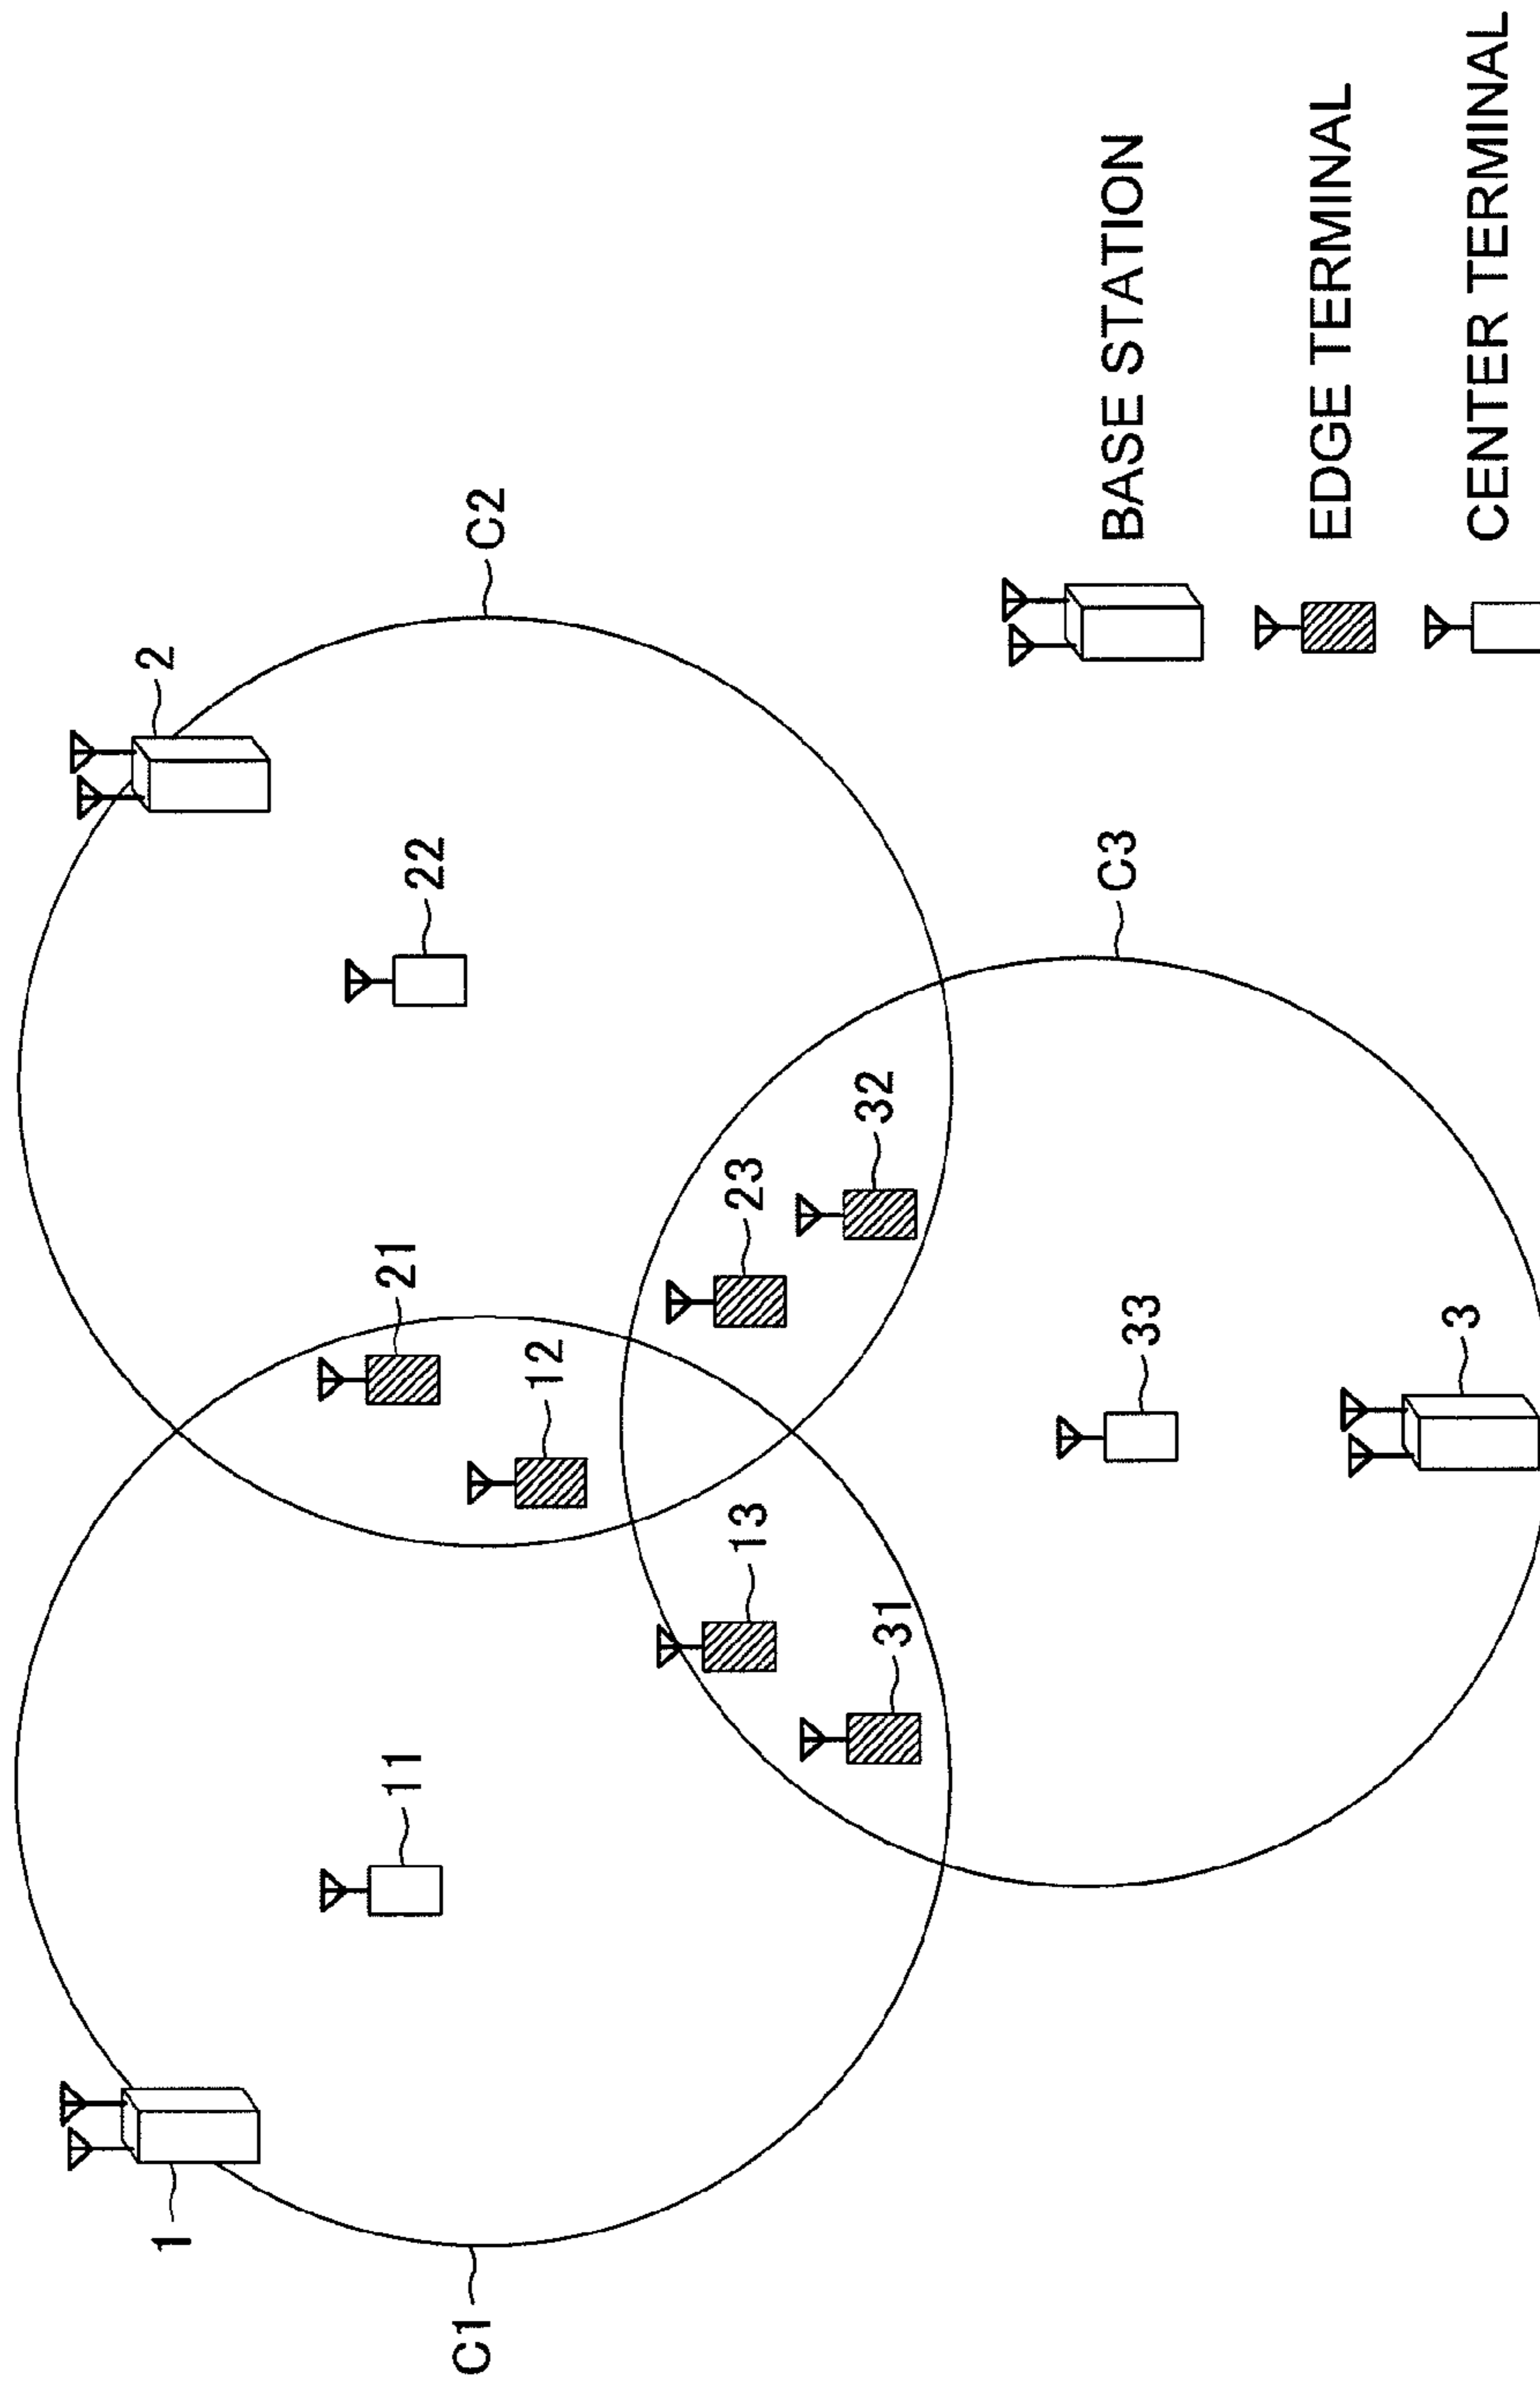 1
2
11
21
22
C1
C2
12
13
23
31
32
33
C3
BASE STATION
EDGE TERMINAL
3
CENTER TERMINAL